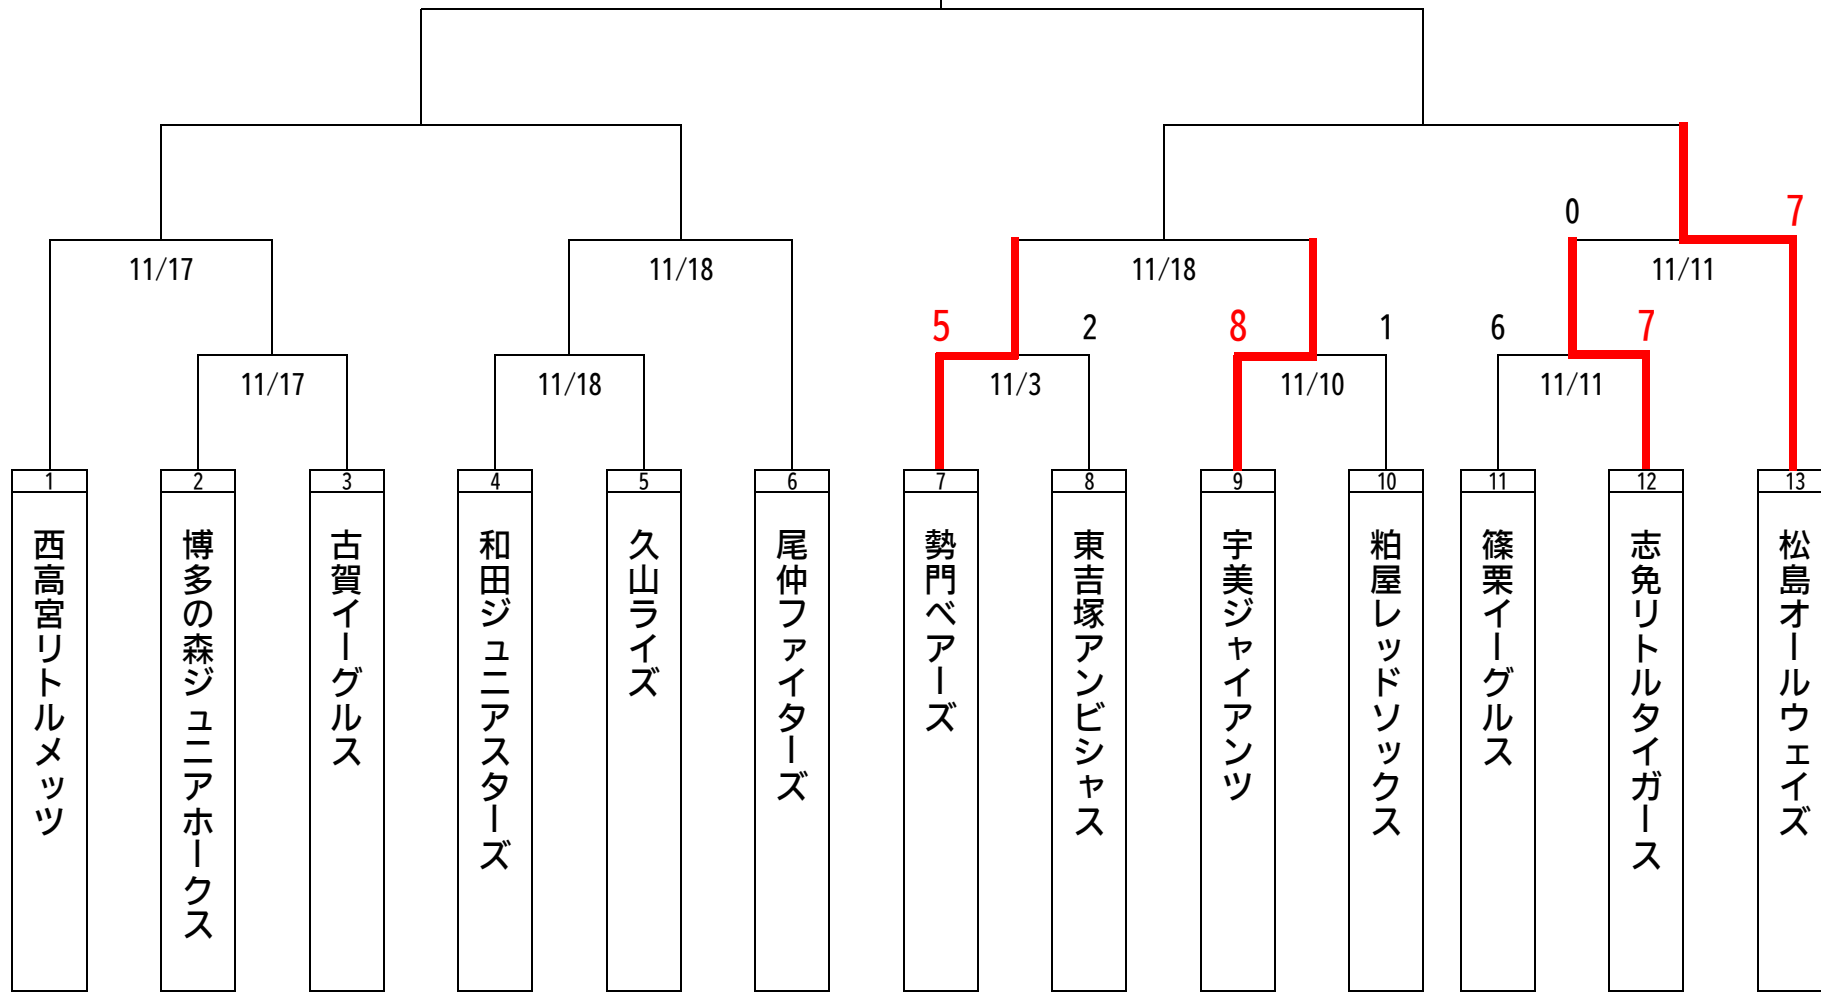 0 7
11/17 11/18 11/18 11/11
5 2 8 1 6 7
11/17 11/18 11/3 11/10 11/11
1 2 3 4 5 6 7 8 9 10 11 12 13
西高宮リトルメッツ
博多の森ジュニアホークス
古賀イーグルス
和田ジュニアスターズ
久山ライズ
尾仲ファイターズ
勢門ベアーズ
東吉塚アンビシャス
宇美ジャイアンツ
粕屋レッドソックス
篠栗イーグルス
志免リトルタイガース
松島オールウェイズ